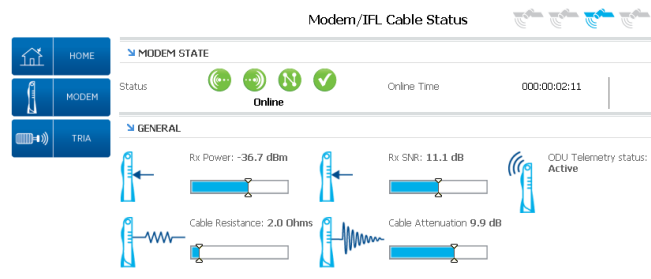 Modem/IFL Cable Status
HOME
MODEM
TRIA
MODEM STATE
Status
Online
Online Time
000:00:02:11
GENERAL
Rx Power: -36.7 dBm
Rx SNR: 11.1 dB
ODU Telemetry status:
Active
Cable Resistance: 2.0 Ohms
Cable Attenuation 9.9 dB